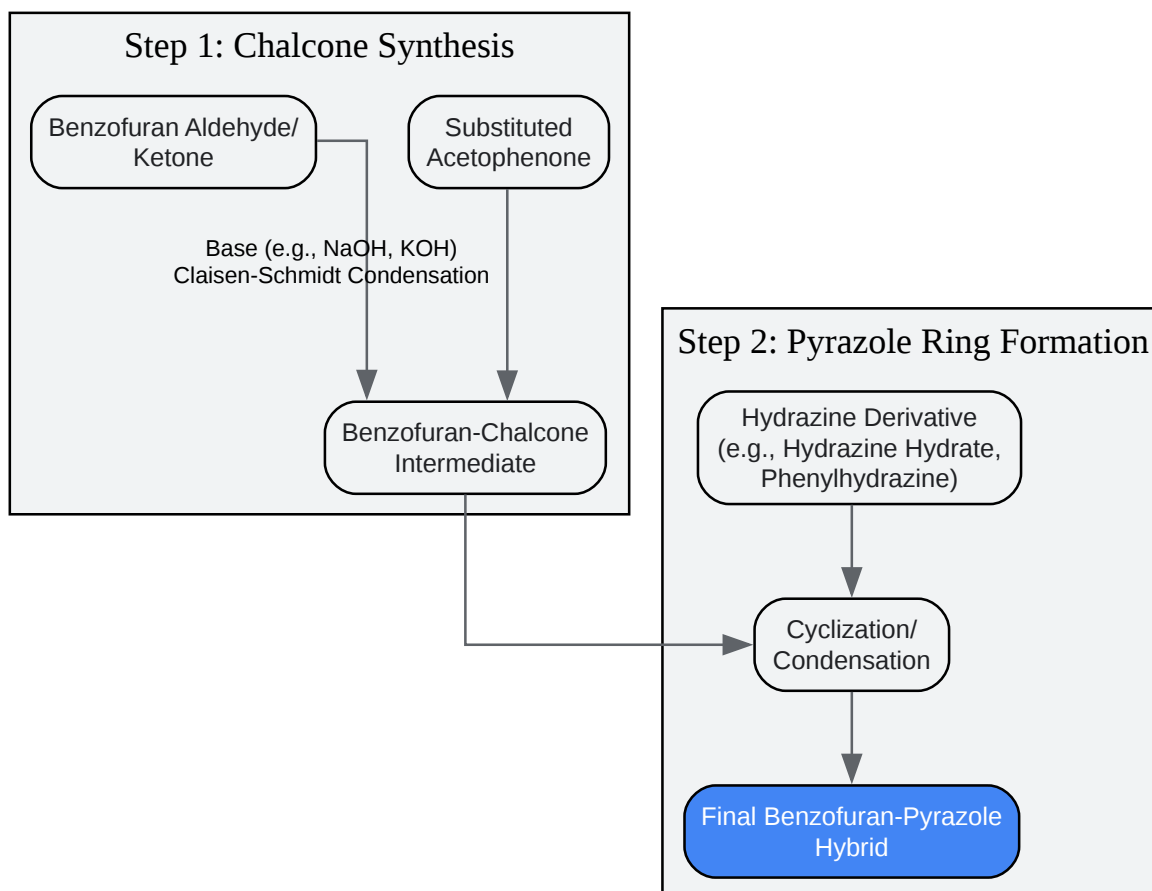 Step 1: Chalcone Synthesis
Benzofuran Aldehyde/
Ketone
Substituted
Acetophenone
Base (e.g., NaOH, KOH)
Claisen-Schmidt Condensation
Benzofuran-Chalcone
Intermediate
Step 2: Pyrazole Ring Formation
Hydrazine Derivative
(e.g., Hydrazine Hydrate,
Phenylhydrazine)
Cyclization/
Condensation
Final Benzofuran-Pyrazole
Hybrid